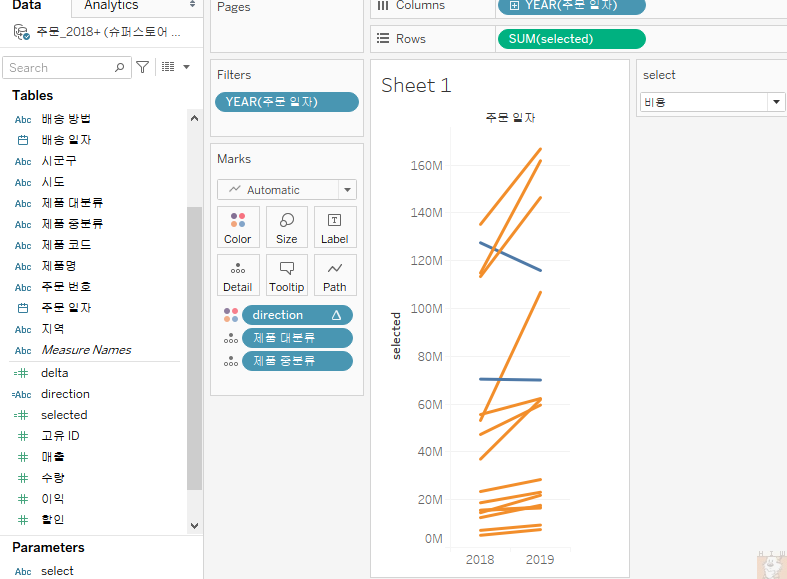 Data
Analytics
주문_2018+ (슈퍼스토어 ...
Search
Tables
Abc 배송 방법
배송 일자
Abc 시군구
Abc 시도
Abc 제품 대분류
Abc 제품 중분류
Abc 제품 코드
Abc 제품명
Abc 주문 번호
주문 일자
Abc 지역
Abc Measure Names
=# delta
=Abc direction
=# selected
# 고유 ID
# 매출
# 수량
# 이익
# 할인
Parameters
Abc select
Pages
Filters
YEAR(주문 일자)
Marks
Automatic
Color Size Label
Detail Tooltip Path
direction Δ
제품 대분류
제품 중분류
Columns
YEAR(주문 일자)
Rows
SUM(selected)
Sheet 1
주문 일자
160M
140M
120M
100M
80M
60M
40M
20M
0M
selected
2018 2019
select
비용